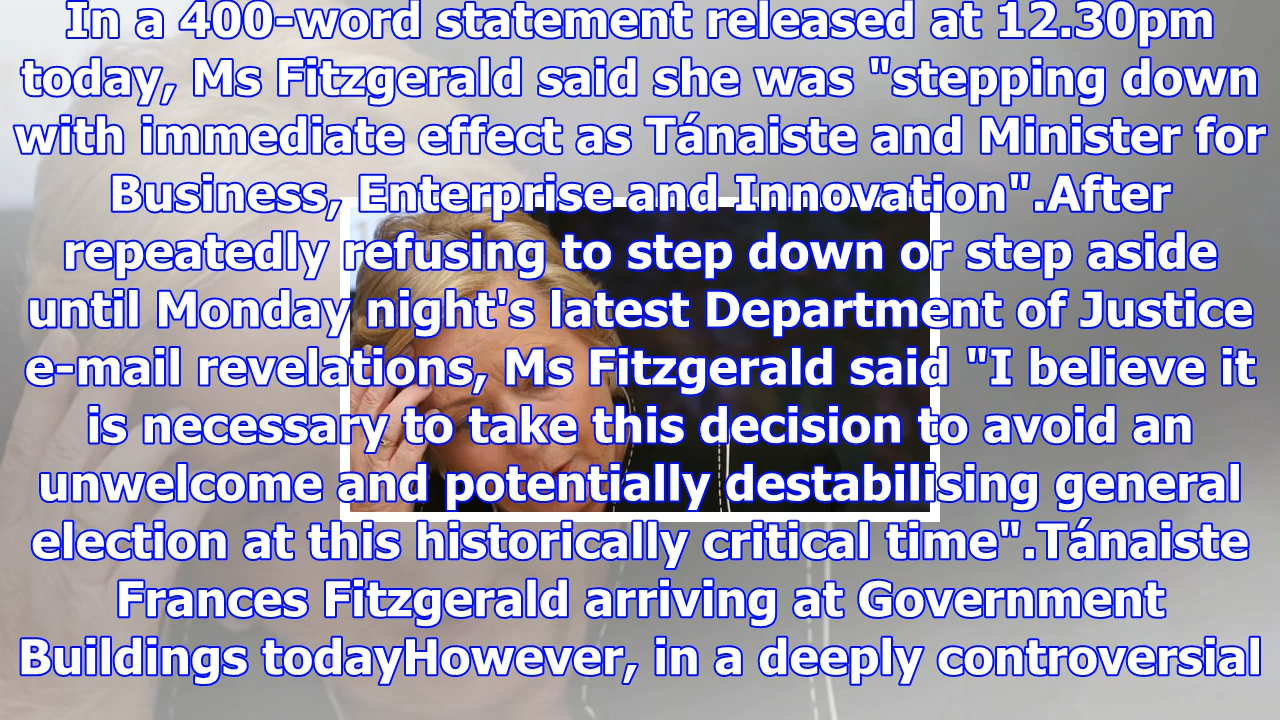 In a 400-word statement released at 12.30pm
today, Ms Fitzgerald said she was "stepping down
with immediate effect as Tánaiste and Minister for
Business, Enterprise and Innovation".After
repeatedly refusing to step down or step aside
until Monday night's latest Department of Justice
e-mail revelations, Ms Fitzgerald said "I believe it
is necessary to take this decision to avoid an
unwelcome and potentially destabilising general
election at this historically critical time".Tánaiste
Frances Fitzgerald arriving at Government
Buildings todayHowever, in a deeply controversial